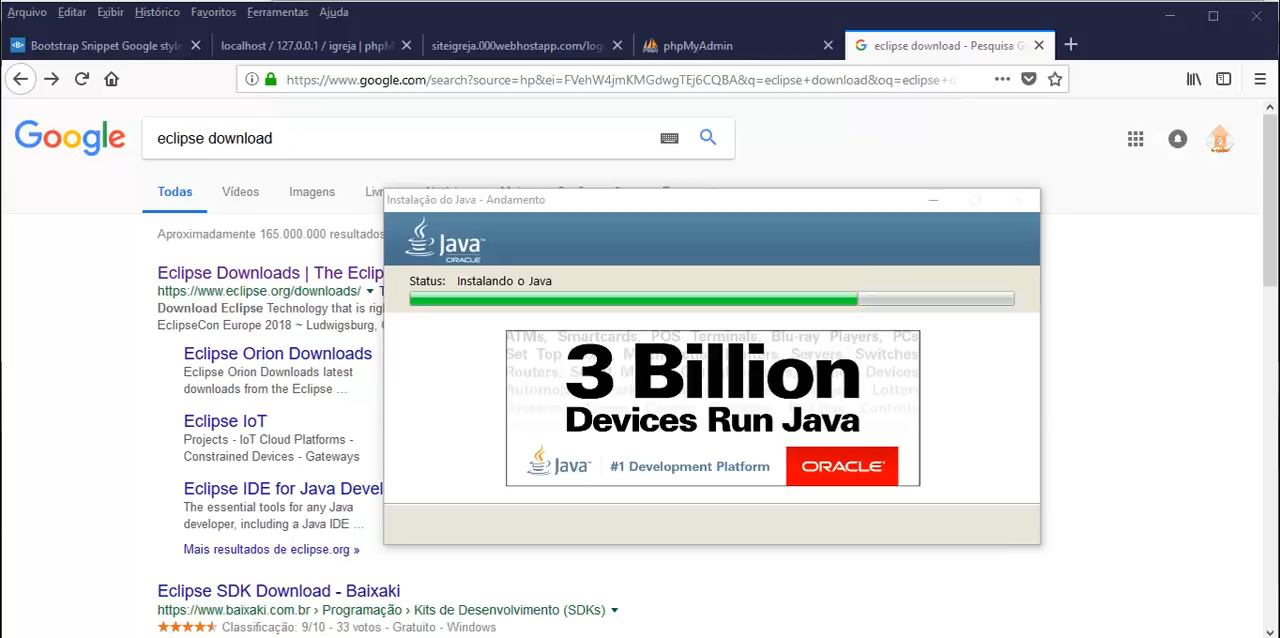 Arquivo Editar Exibir Histórico Favoritos Ferramentas Ajuda
Bootstrap Snippet Google style
localhost / 127.0.0.1 / igreja | phpM
siteigreja.000webhostapp.com/log
phpMyAdmin
eclipse download - Pesquisa G
https://www.google.com/search?source=hp&ei=FVehW4jmKMGdwgTEj6CQBA&q=eclipse+download&oq=eclipse+
Google
eclipse download
Todas Vídeos Imagens
Aproximadamente 165.000.000 resultados
Eclipse Downloads | The Eclip
https://www.eclipse.org/downloads/
Download Eclipse Technology that is rig
EclipseCon Europe 2018 ~ Ludwigsburg,
Eclipse Orion Downloads
Eclipse Orion Downloads latest
downloads from the Eclipse ...
Eclipse IoT
Projects - IoT Cloud Platforms -
Constrained Devices - Gateways
Eclipse IDE for Java Devel
The essential tools for any Java
developer, including a Java IDE ...
Mais resultados de eclipse.org »
Eclipse SDK Download - Baixaki
https://www.baixaki.com.br › Programação › Kits de Desenvolvimento (SDKs)
Classificação: 9/10 - 33 votos - Gratuito - Windows
Instalação do Java - Andamento
Java
ORACLE
Status: Instalando o Java
ATMs, Smartcards, POS Terminals, Blu-ray Players, PCs
Set Top Servers Switches
Routers, Devices
3 Billion
Devices Run Java
Java #1 Development Platform ORACLE